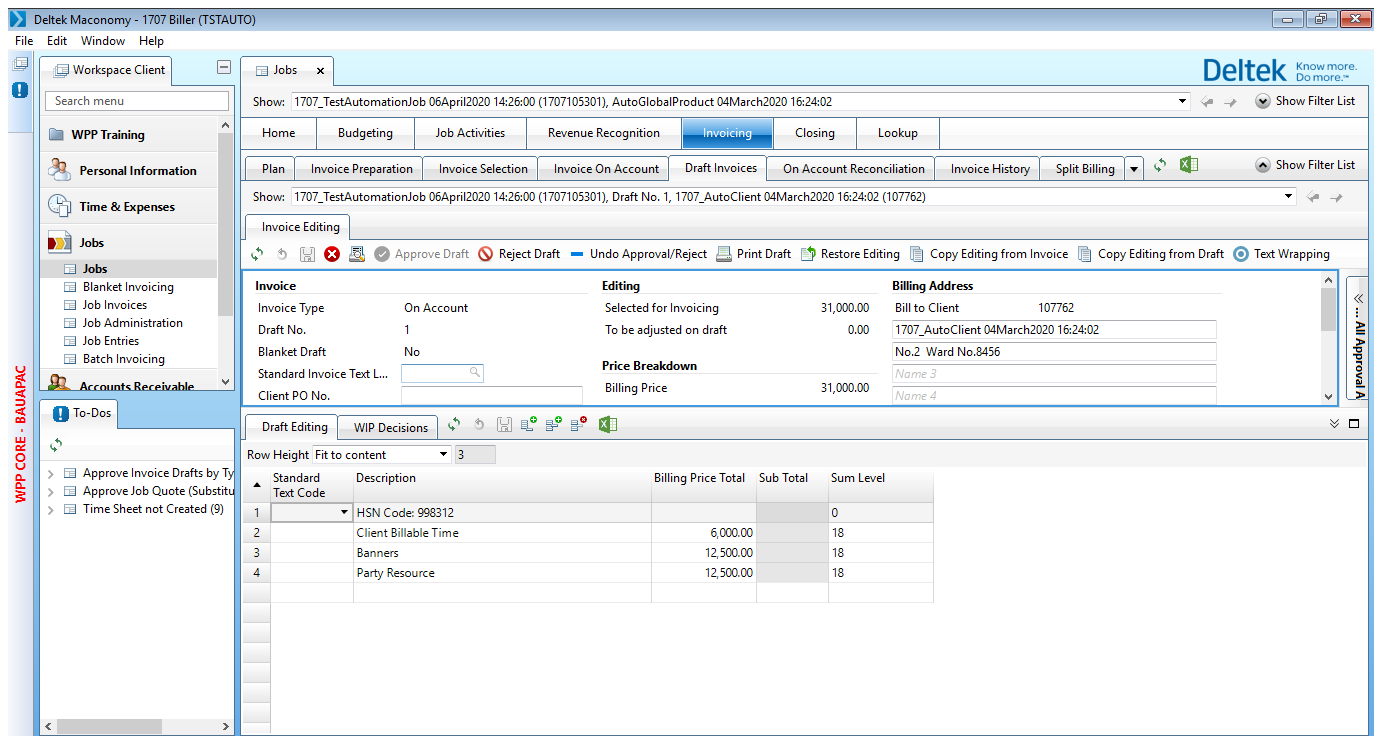 Deltek Maconomy - 1707 Biller (TSTAUTO)
File Edit Window Help
WPP CORE - BAUAPAC
Workspace Client
Search menu
WPP Training
Personal Information
Time & Expenses
Jobs
Jobs
Blanket Invoicing
Job Invoices
Job Administration
Job Entries
Batch Invoicing
Accounts Receivable
To-Dos
Approve Invoice Drafts by Ty
Approve Job Quote (Substitu
Time Sheet not Created (9)
Jobs
Deltek Know more. Do more.™
Show: 1707_TestAutomationJob 06April2020 14:26:00 (1707105301), AutoGlobalProduct 04March2020 16:24:02 Show Filter List
Home Budgeting Job Activities Revenue Recognition Invoicing Closing Lookup
Plan Invoice Preparation Invoice Selection Invoice On Account Draft Invoices On Account Reconciliation Invoice History Split Billing Show Filter List
Show: 1707_TestAutomationJob 06April2020 14:26:00 (1707105301), Draft No. 1, 1707_AutoClient 04March2020 16:24:02 (107762)
Invoice Editing
Approve Draft Reject Draft Undo Approval/Reject Print Draft Restore Editing Copy Editing from Invoice Copy Editing from Draft Text Wrapping
Invoice Editing Billing Address
Invoice Type On Account Selected for Invoicing 31,000.00 Bill to Client 107762
Draft No. 1 To be adjusted on draft 0.00 1707_AutoClient 04March2020 16:24:02
Blanket Draft No No.2 Ward No.8456
Standard Invoice Text L... Price Breakdown Name 3
Client PO No. Billing Price 31,000.00 Name 4
... All Approval A
Draft Editing WIP Decisions
Row Height Fit to content 3
Standard Text Code Description Billing Price Total Sub Total Sum Level
1 HSN Code: 998312 0
2 Client Billable Time 6,000.00 18
3 Banners 12,500.00 18
4 Party Resource 12,500.00 18